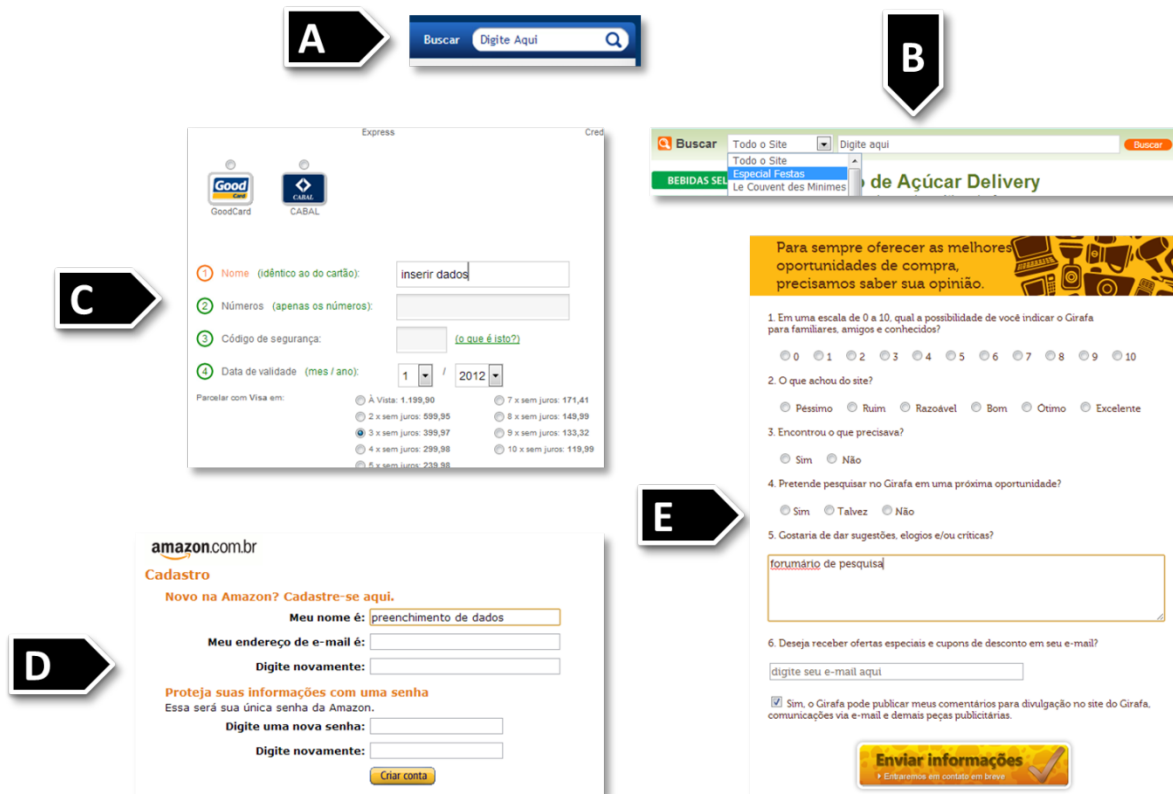 A
Buscar Digite Aqui
B
Buscar Todo o Site Digite aqui Buscar
Todo o Site
Especial Festas
Le Couvent des Minimes
BEBIDAS SEL
de Açúcar Delivery
C
Express Cred
Good
Card
CABAL
GoodCard CABAL
1 Nome (idêntico ao do cartão): inserir dados
2 Números (apenas os números):
3 Código de segurança: (o que é isto?)
4 Data de validade (mes / ano): 1 / 2012
Parcelar com Visa em: À Vista: 1.199,90 7 x sem juros: 171,41
2 x sem juros: 599,95 8 x sem juros: 149,99
3 x sem juros: 399,97 9 x sem juros: 133,32
4 x sem juros: 299,98 10 x sem juros: 119,99
5 x sem juros: 239,98
D
amazon.com.br
Cadastro
Novo na Amazon? Cadastre-se aqui.
Meu nome é: preenchimento de dados
Meu endereço de e-mail é:
Digite novamente:
Proteja suas informações com uma senha
Essa será sua única senha da Amazon.
Digite uma nova senha:
Digite novamente:
Criar conta
E
Para sempre oferecer as melhores
oportunidades de compra,
precisamos saber sua opinião.
1. Em uma escala de 0 a 10, qual a possibilidade de você indicar o Girafa
para familiares, amigos e conhecidos?
0 1 2 3 4 5 6 7 8 9 10
2. O que achou do site?
Péssimo Ruim Razoável Bom Ótimo Excelente
3. Encontrou o que precisava?
Sim Não
4. Pretende pesquisar no Girafa em uma próxima oportunidade?
Sim Talvez Não
5. Gostaria de dar sugestões, elogios e/ou críticas?
forumário de pesquisa
6. Deseja receber ofertas especiais e cupons de desconto em seu e-mail?
digite seu e-mail aqui
Sim, o Girafa pode publicar meus comentários para divulgação no site do Girafa,
comunicações via e-mail e demais peças publicitárias.
Enviar informações
Entraremos em contato em breve